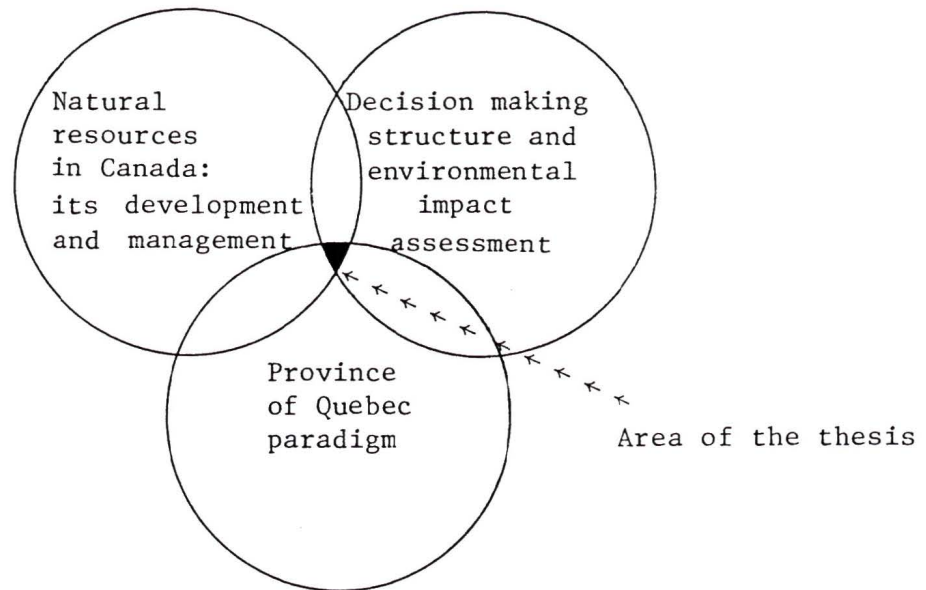 Natural
resources
in Canada:
its development
and management
Decision making
structure and
environmental
impact
assessment
Province
of Quebec
paradigm
Area of the thesis